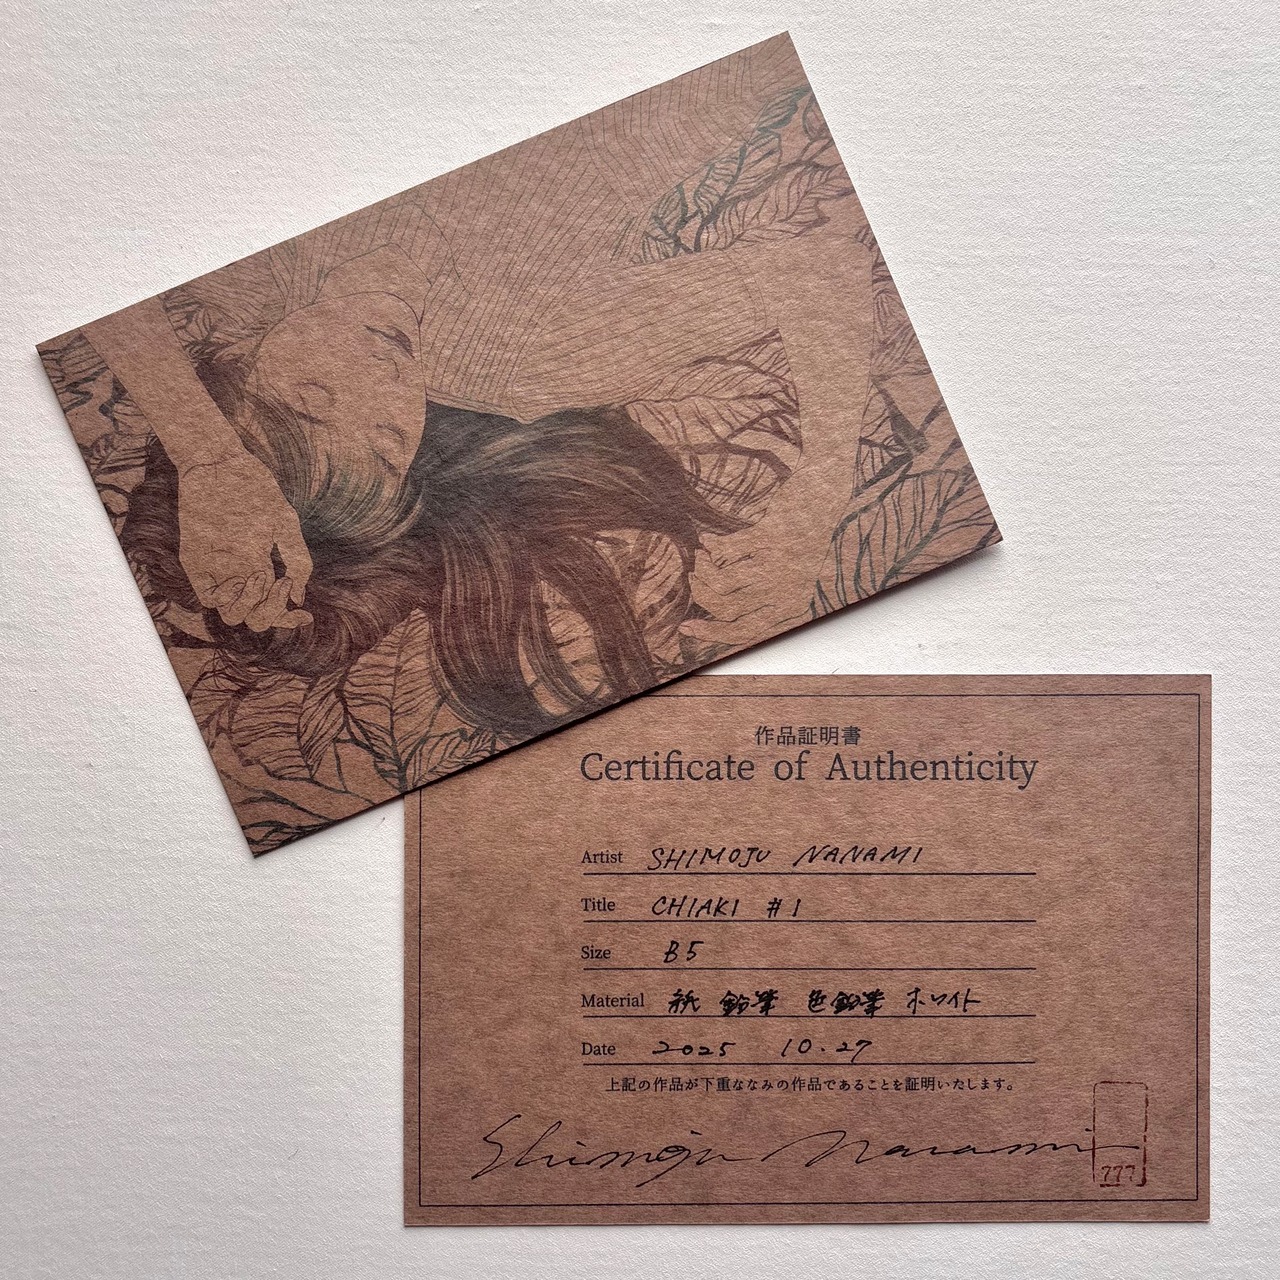 作品証明書
Certificate of Authenticity
Artist SHIMOJU NANAMI
Title CHIAKI #1
Size B5
Material 紙 鉛筆 色鉛筆 ホワイト
Date 2025 10.27
上記の作品が下重ななみの作品であることを証明いたします。
Shimoju Nanami
777